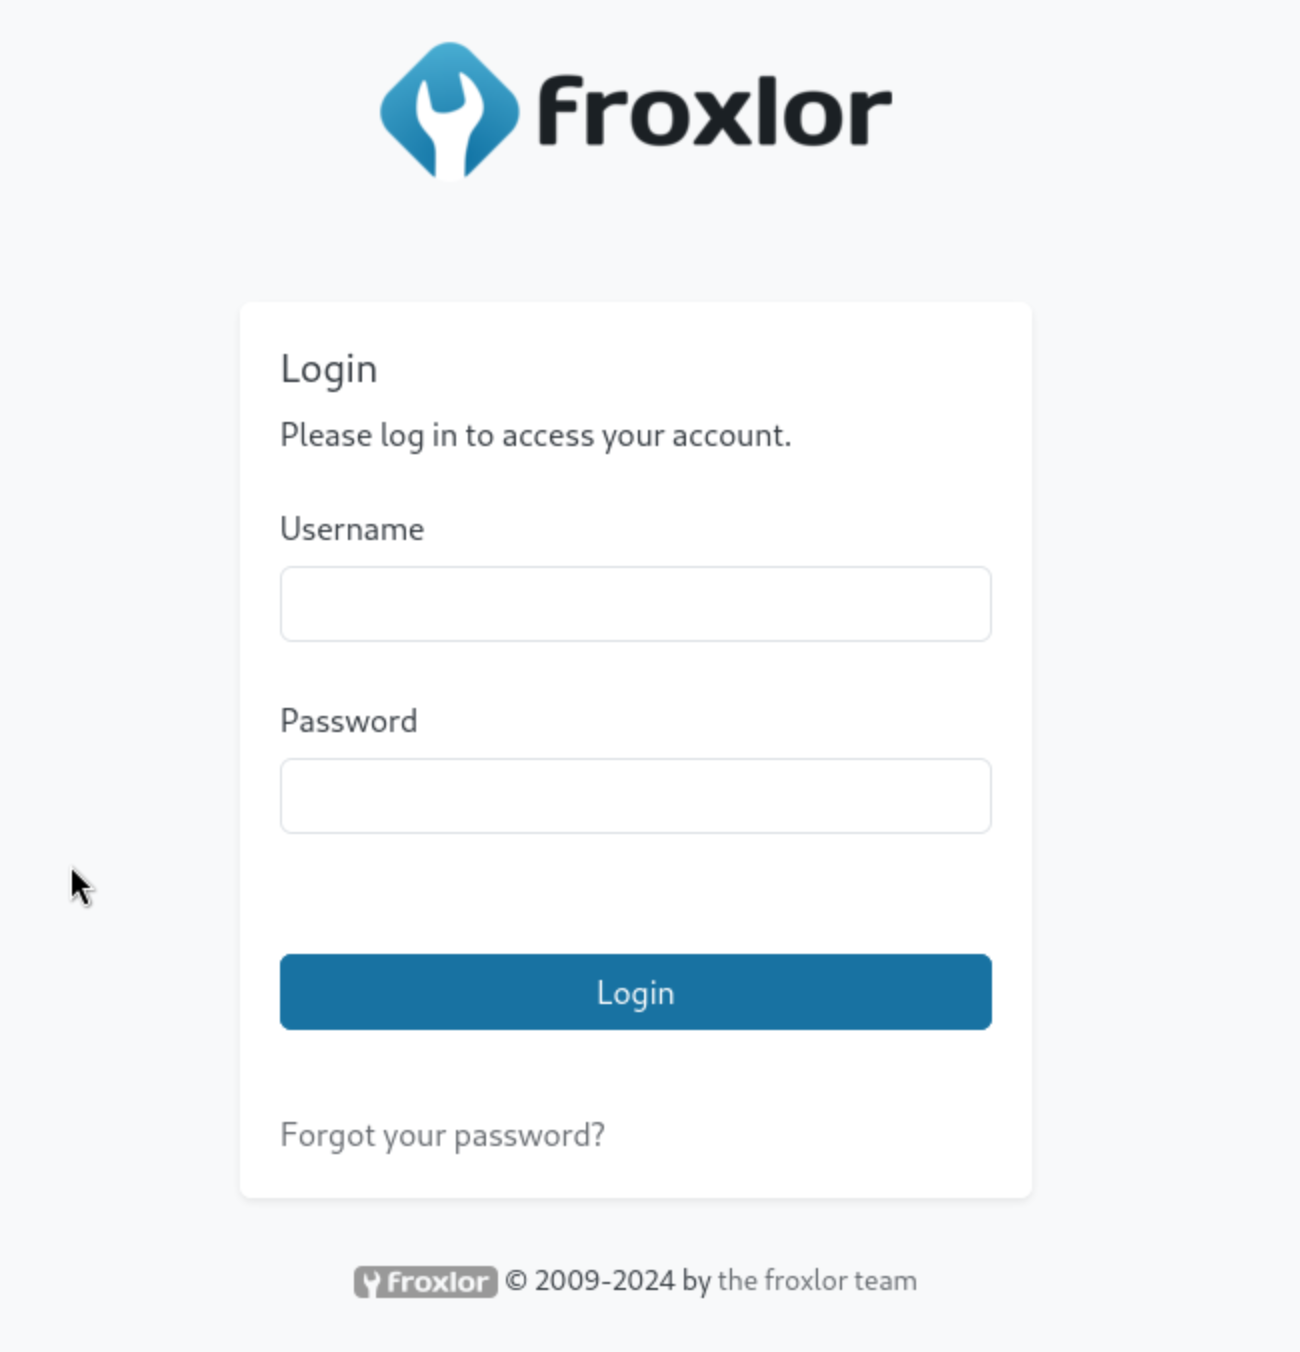 froxlor
Login
Please log in to access your account.
Username
Password
Login
Forgot your password?
froxlor © 2009-2024 by the froxlor team